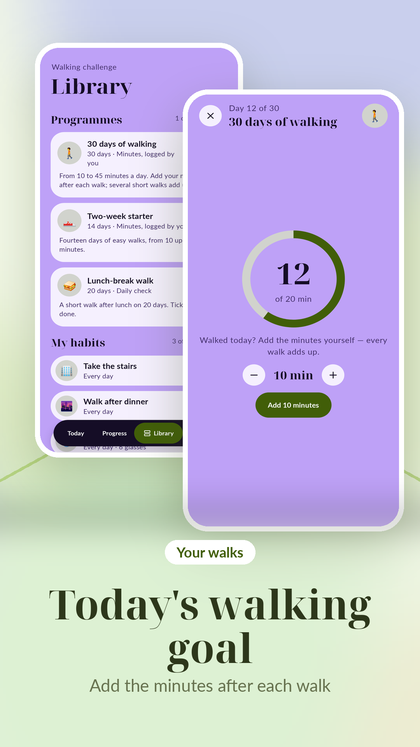 Walking challenge
Library
Programmes
1
30 days of walking
30 days · Minutes, logged by
you
From 10 to 45 minutes a day. Add your
after each walk; several short walks add
Two-week starter
14 days · Minutes, logged by
Fourteen days of easy walks, from 10 up
minutes.
Lunch-break walk
20 days · Daily check
A short walk after lunch on 20 days. Tick
done.
My habits
3
Take the stairs
Every day
Walk after dinner
Every day
Every day · 6 glasses
Today
Progress
Library
Day 12 of 30
30 days of walking
12
of 20 min
Walked today? Add the minutes yourself — every
walk adds up.
− 10 min +
Add 10 minutes
Your walks
Today's walking
goal
Add the minutes after each walk